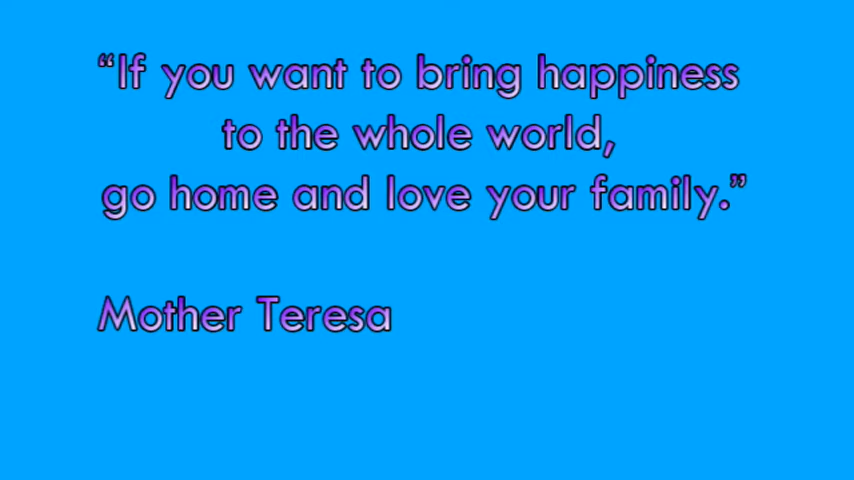 “If you want to bring happiness
to the whole world,
go home and love your family.”
Mother Teresa